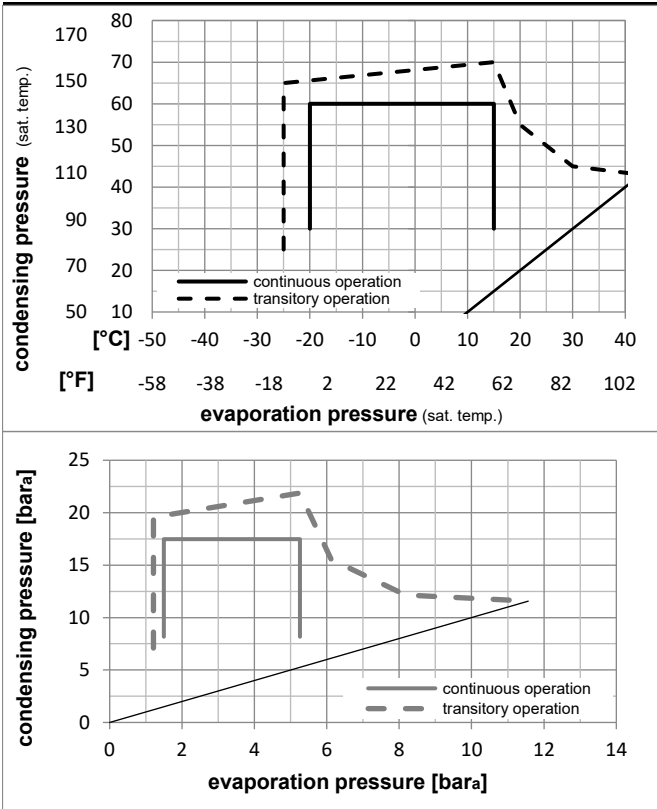 condensing pressure (sat. temp.)
170 80
70
150 60
130 50
110 40
90 30
70 20
50 10
continuous operation
transitory operation
[°C] -50 -40 -30 -20 -10 0 10 20 30 40
[°F] -58 -38 -18 2 22 42 62 82 102
evaporation pressure (sat. temp.)
condensing pressure [bara]
25
20
15
10
5
0
continuous operation
transitory operation
0 2 4 6 8 10 12 14
evaporation pressure [bara]